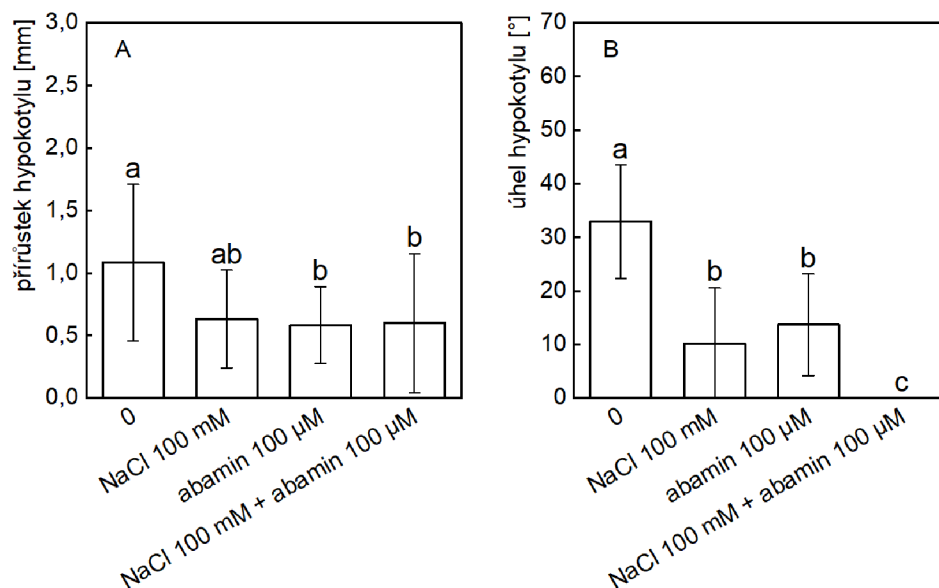 A
přírůstek hypokotylu [mm]
3,0
2,5
2,0
1,5
1,0
0,5
0,0
a
ab
b
b
0
NaCl 100 mM
abamin 100 µM
NaCl 100 mM + abamin 100 µM
B
úhel hypokotylu [°]
70
60
50
40
30
20
10
0
a
b
b
c
0
NaCl 100 mM
abamin 100 µM
NaCl 100 mM + abamin 100 µM